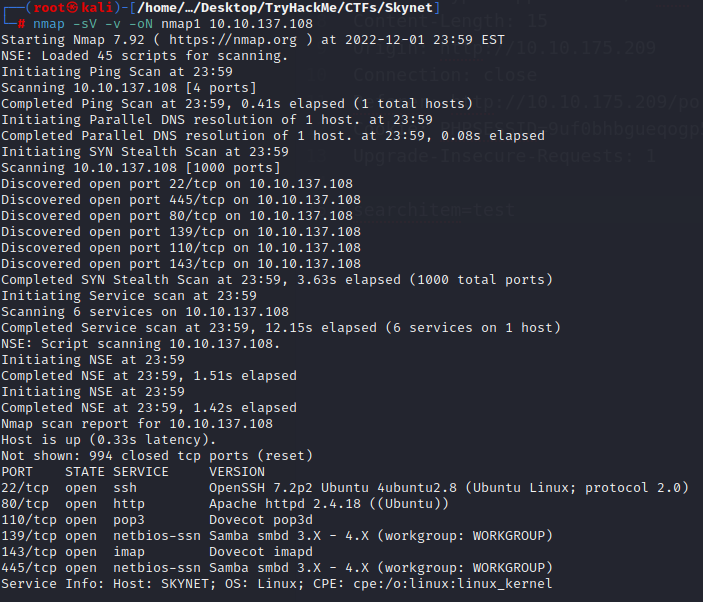 ┌──(root㉿kali)-[/home/…/Desktop/TryHackMe/CTFs/Skynet]
└─# nmap -sV -v -oN nmap1 10.10.137.108
Starting Nmap 7.92 ( https://nmap.org ) at 2022-12-01 23:59 EST
NSE: Loaded 45 scripts for scanning.
Initiating Ping Scan at 23:59
Scanning 10.10.137.108 [4 ports]
Completed Ping Scan at 23:59, 0.41s elapsed (1 total hosts)
Initiating Parallel DNS resolution of 1 host. at 23:59
Completed Parallel DNS resolution of 1 host. at 23:59, 0.08s elapsed
Initiating SYN Stealth Scan at 23:59
Scanning 10.10.137.108 [1000 ports]
Discovered open port 22/tcp on 10.10.137.108
Discovered open port 445/tcp on 10.10.137.108
Discovered open port 80/tcp on 10.10.137.108
Discovered open port 139/tcp on 10.10.137.108
Discovered open port 110/tcp on 10.10.137.108
Discovered open port 143/tcp on 10.10.137.108
Completed SYN Stealth Scan at 23:59, 3.63s elapsed (1000 total ports)
Initiating Service scan at 23:59
Scanning 6 services on 10.10.137.108
Completed Service scan at 23:59, 12.15s elapsed (6 services on 1 host)
NSE: Script scanning 10.10.137.108.
Initiating NSE at 23:59
Completed NSE at 23:59, 1.51s elapsed
Initiating NSE at 23:59
Completed NSE at 23:59, 1.42s elapsed
Nmap scan report for 10.10.137.108
Host is up (0.33s latency).
Not shown: 994 closed tcp ports (reset)
PORT    STATE SERVICE     VERSION
22/tcp  open  ssh         OpenSSH 7.2p2 Ubuntu 4ubuntu2.8 (Ubuntu Linux; protocol 2.0)
80/tcp  open  http        Apache httpd 2.4.18 ((Ubuntu))
110/tcp open  pop3        Dovecot pop3d
139/tcp open  netbios-ssn Samba smbd 3.X - 4.X (workgroup: WORKGROUP)
143/tcp open  imap        Dovecot imapd
445/tcp open  netbios-ssn Samba smbd 3.X - 4.X (workgroup: WORKGROUP)
Service Info: Host: SKYNET; OS: Linux; CPE: cpe:/o:linux:linux_kernel
Connection: close
Upgrade-Insecure-Requests: 1
searchitem=test